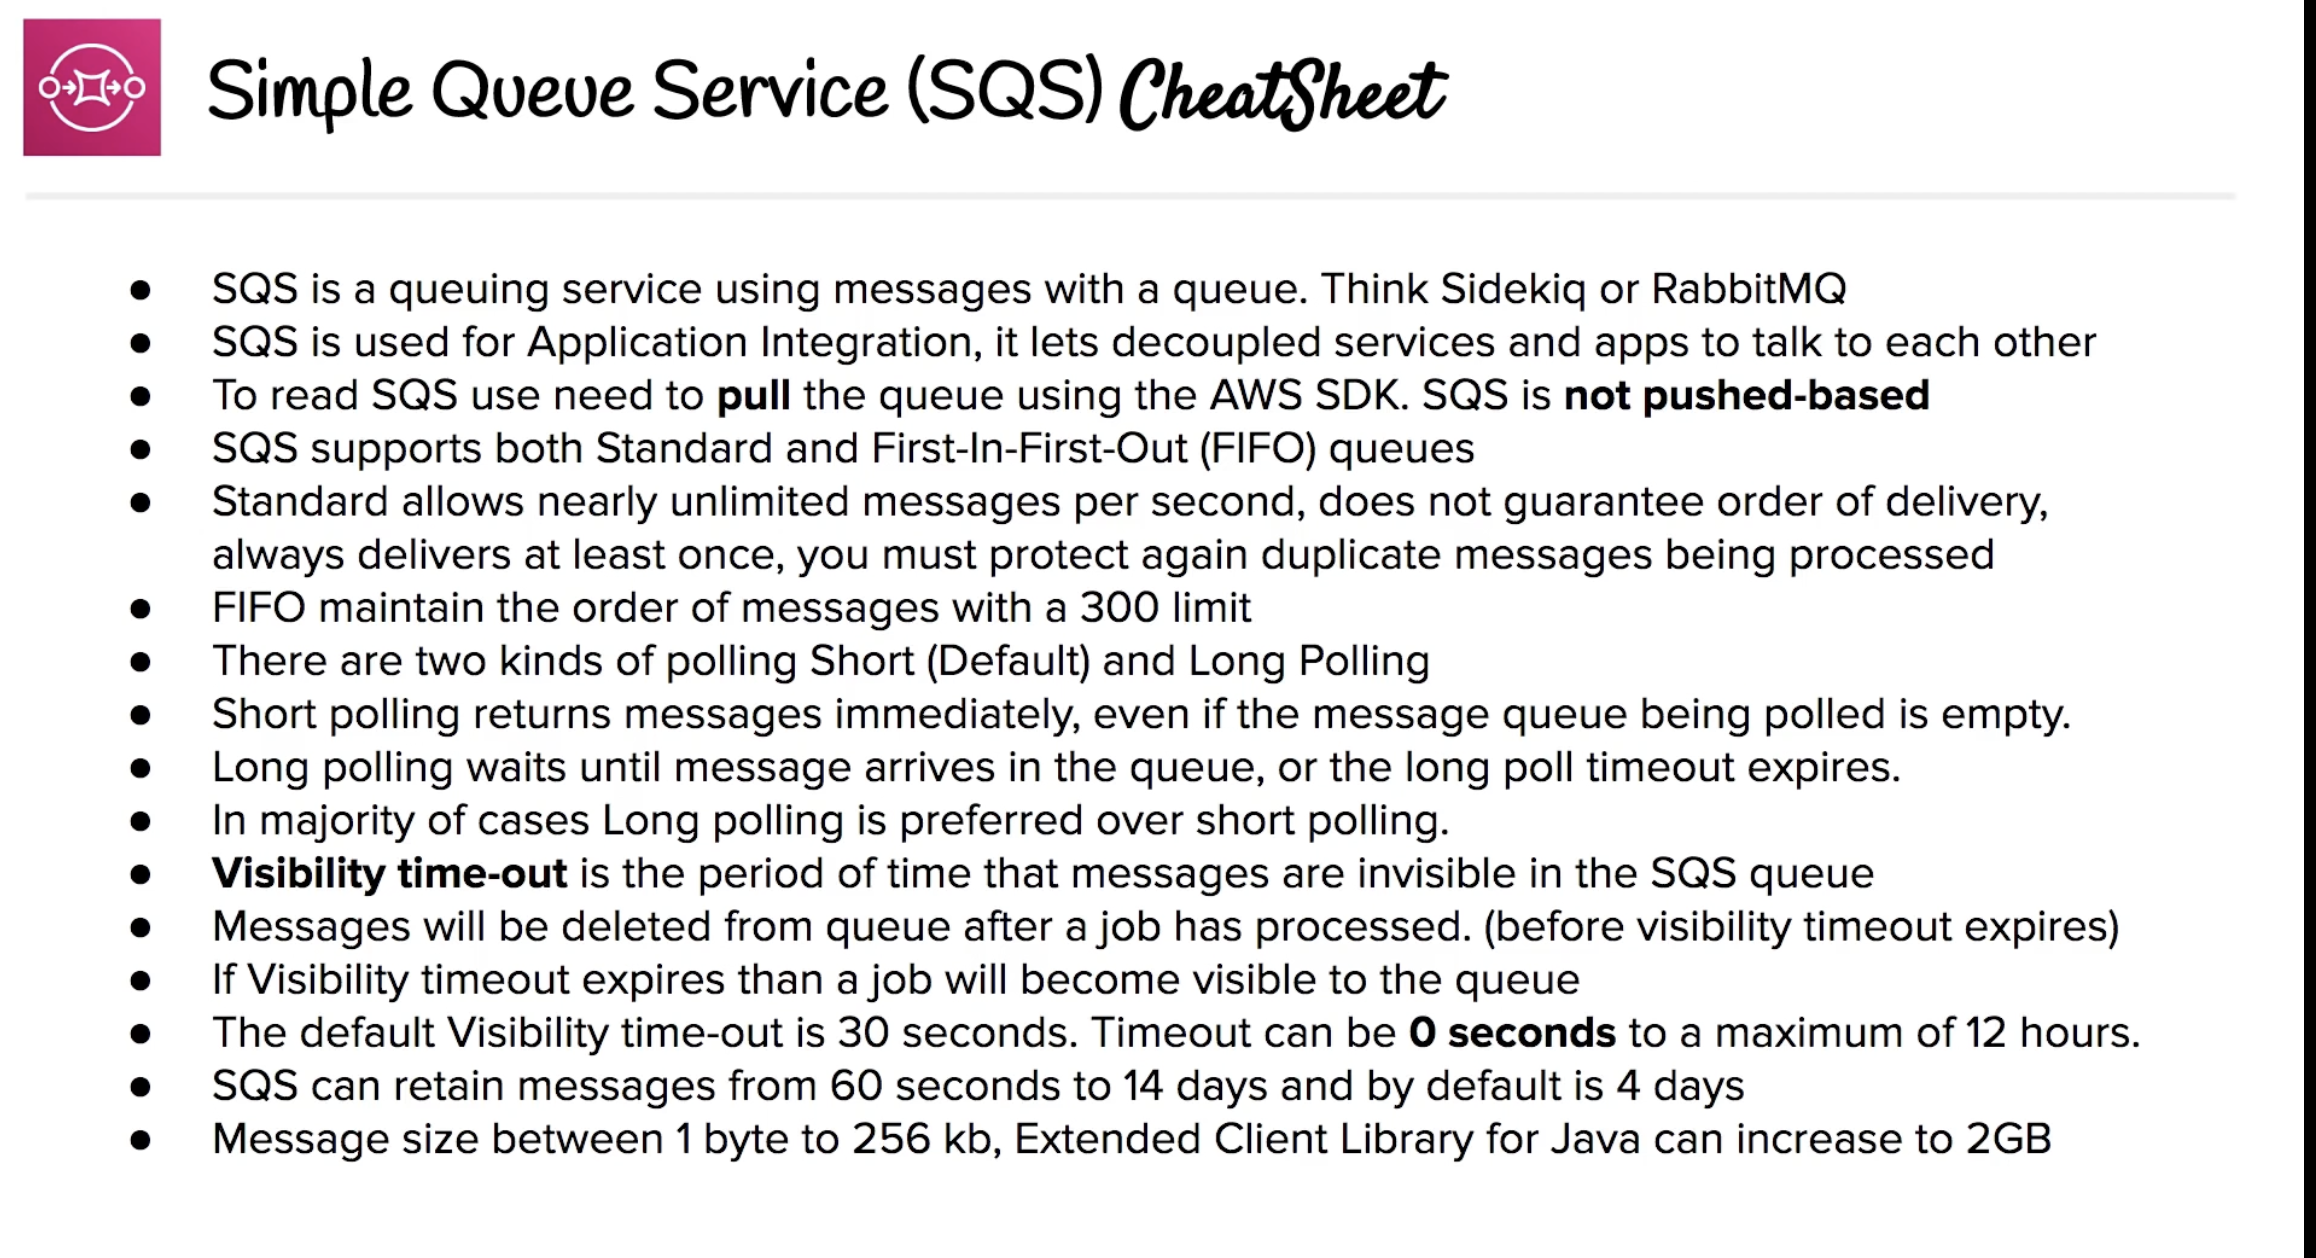 Simple Queue Service (SQS) CheatSheet
● SQS is a queuing service using messages with a queue. Think Sidekiq or RabbitMQ
● SQS is used for Application Integration, it lets decoupled services and apps to talk to each other
● To read SQS use need to pull the queue using the AWS SDK. SQS is not pushed-based
● SQS supports both Standard and First-In-First-Out (FIFO) queues
● Standard allows nearly unlimited messages per second, does not guarantee order of delivery,
always delivers at least once, you must protect again duplicate messages being processed
● FIFO maintain the order of messages with a 300 limit
● There are two kinds of polling Short (Default) and Long Polling
● Short polling returns messages immediately, even if the message queue being polled is empty.
● Long polling waits until message arrives in the queue, or the long poll timeout expires.
● In majority of cases Long polling is preferred over short polling.
● Visibility time-out is the period of time that messages are invisible in the SQS queue
● Messages will be deleted from queue after a job has processed. (before visibility timeout expires)
● If Visibility timeout expires than a job will become visible to the queue
● The default Visibility time-out is 30 seconds. Timeout can be 0 seconds to a maximum of 12 hours.
● SQS can retain messages from 60 seconds to 14 days and by default is 4 days
● Message size between 1 byte to 256 kb, Extended Client Library for Java can increase to 2GB